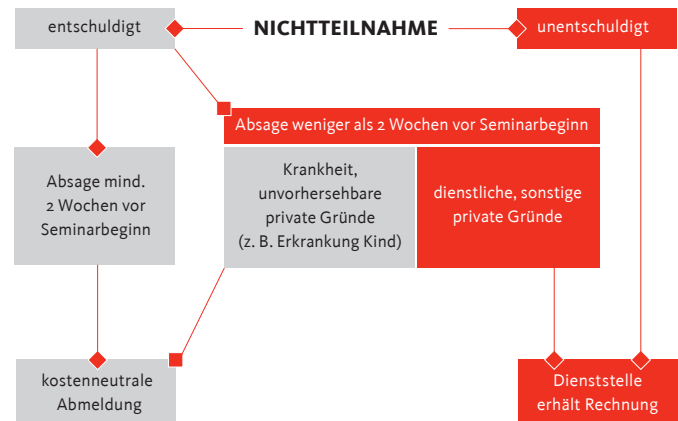 entschuldigt
NICHTTEILNAHME
unentschuldigt
Absage weniger als 2 Wochen vor Seminarbeginn
Absage mind.
2 Wochen vor
Seminarbeginn
Krankheit,
unvorhersehbare
private Gründe
(z. B. Erkrankung Kind)
dienstliche, sonstige
private Gründe
kostenneutrale
Abmeldung
Dienststelle
erhält Rechnung